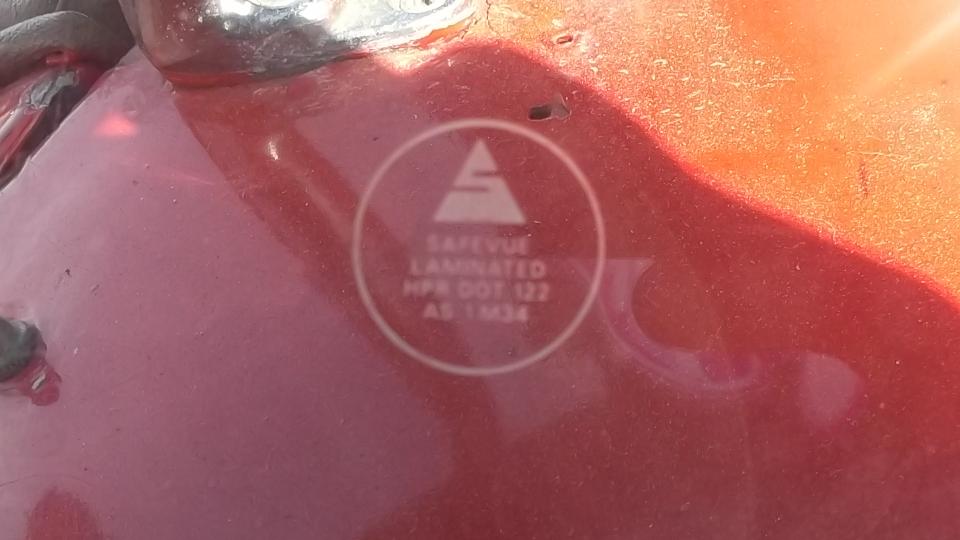 SAFEVUE
LAMINATED
HPR DOT 122
AS 1 M34